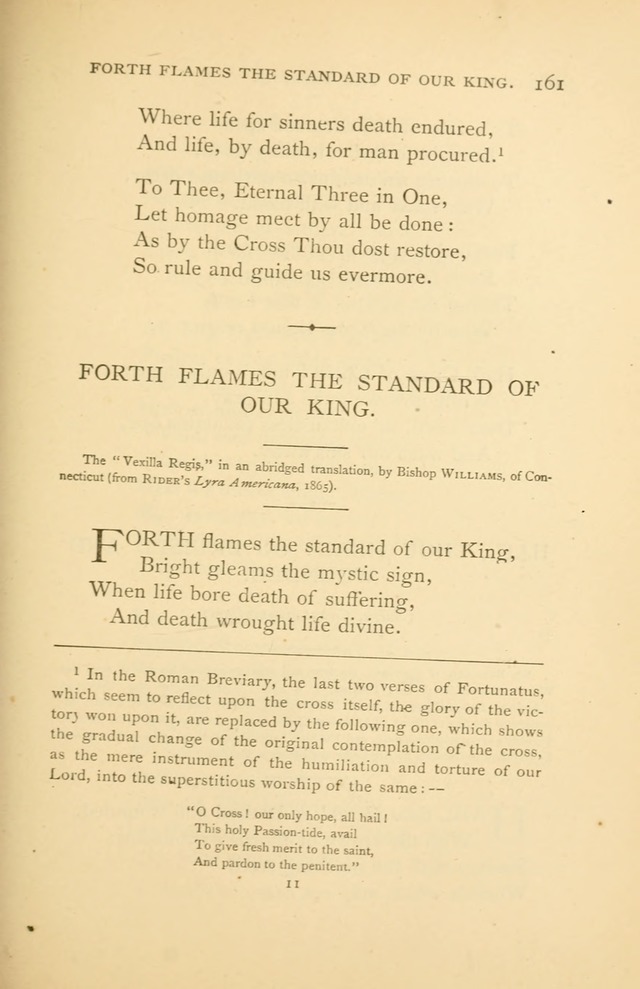 FORTH FLAMES THE STANDARD OF OUR KING. 161
Where life for sinners death endured,
And life, by death, for man procured.¹
To Thee, Eternal Three in One,
Let homage meet by all be done :
As by the Cross Thou dost restore,
So rule and guide us evermore.
FORTH FLAMES THE STANDARD OF
OUR KING.
The "Vexilla Regis," in an abridged translation, by Bishop WILLIAMS, of Con-
necticut (from RIDER'S Lyra Americana, 1865).
FORTH flames the standard of our King,
Bright gleams the mystic sign,
When life bore death of suffering,
And death wrought life divine.
¹ In the Roman Breviary, the last two verses of Fortunatus,
which seem to reflect upon the cross itself, the glory of the vic-
tory won upon it, are replaced by the following one, which shows
the gradual change of the original contemplation of the cross,
as the mere instrument of the humiliation and torture of our
Lord, into the superstitious worship of the same : --
"O Cross ! our only hope, all hail !
This holy Passion-tide, avail
To give fresh merit to the saint,
And pardon to the penitent."
11